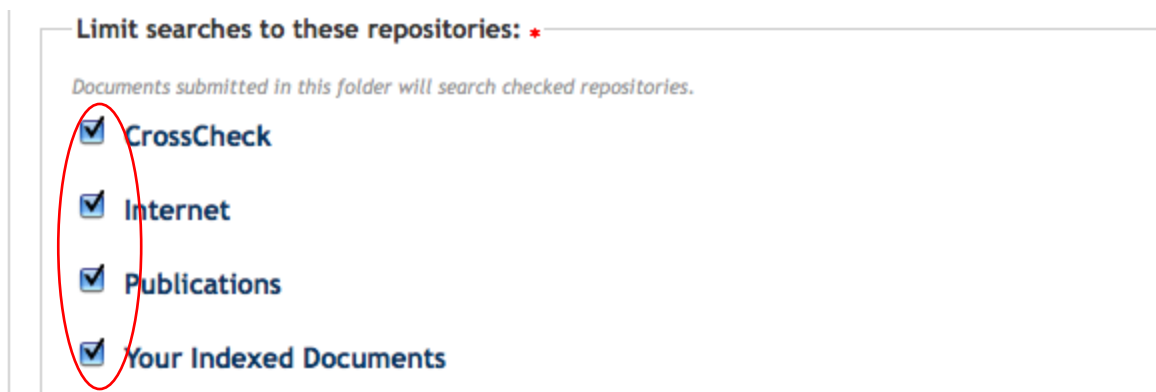 Limit searches to these repositories: *
Documents submitted in this folder will search checked repositories.
CrossCheck
Internet
Publications
Your Indexed Documents